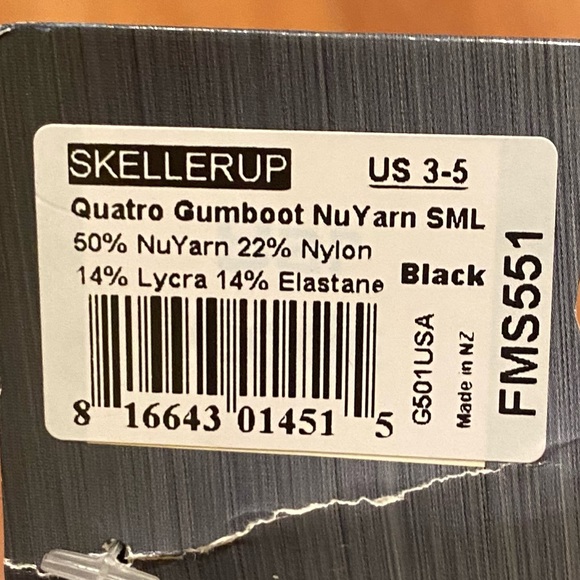 SKELLERUP
US 3-5
Quatro Gumboot NuYarn SML
50% NuYarn 22% Nylon
14% Lycra 14% Elastane
Black
8 16643 01451 5
G501USA
Made in NZ
FMS551